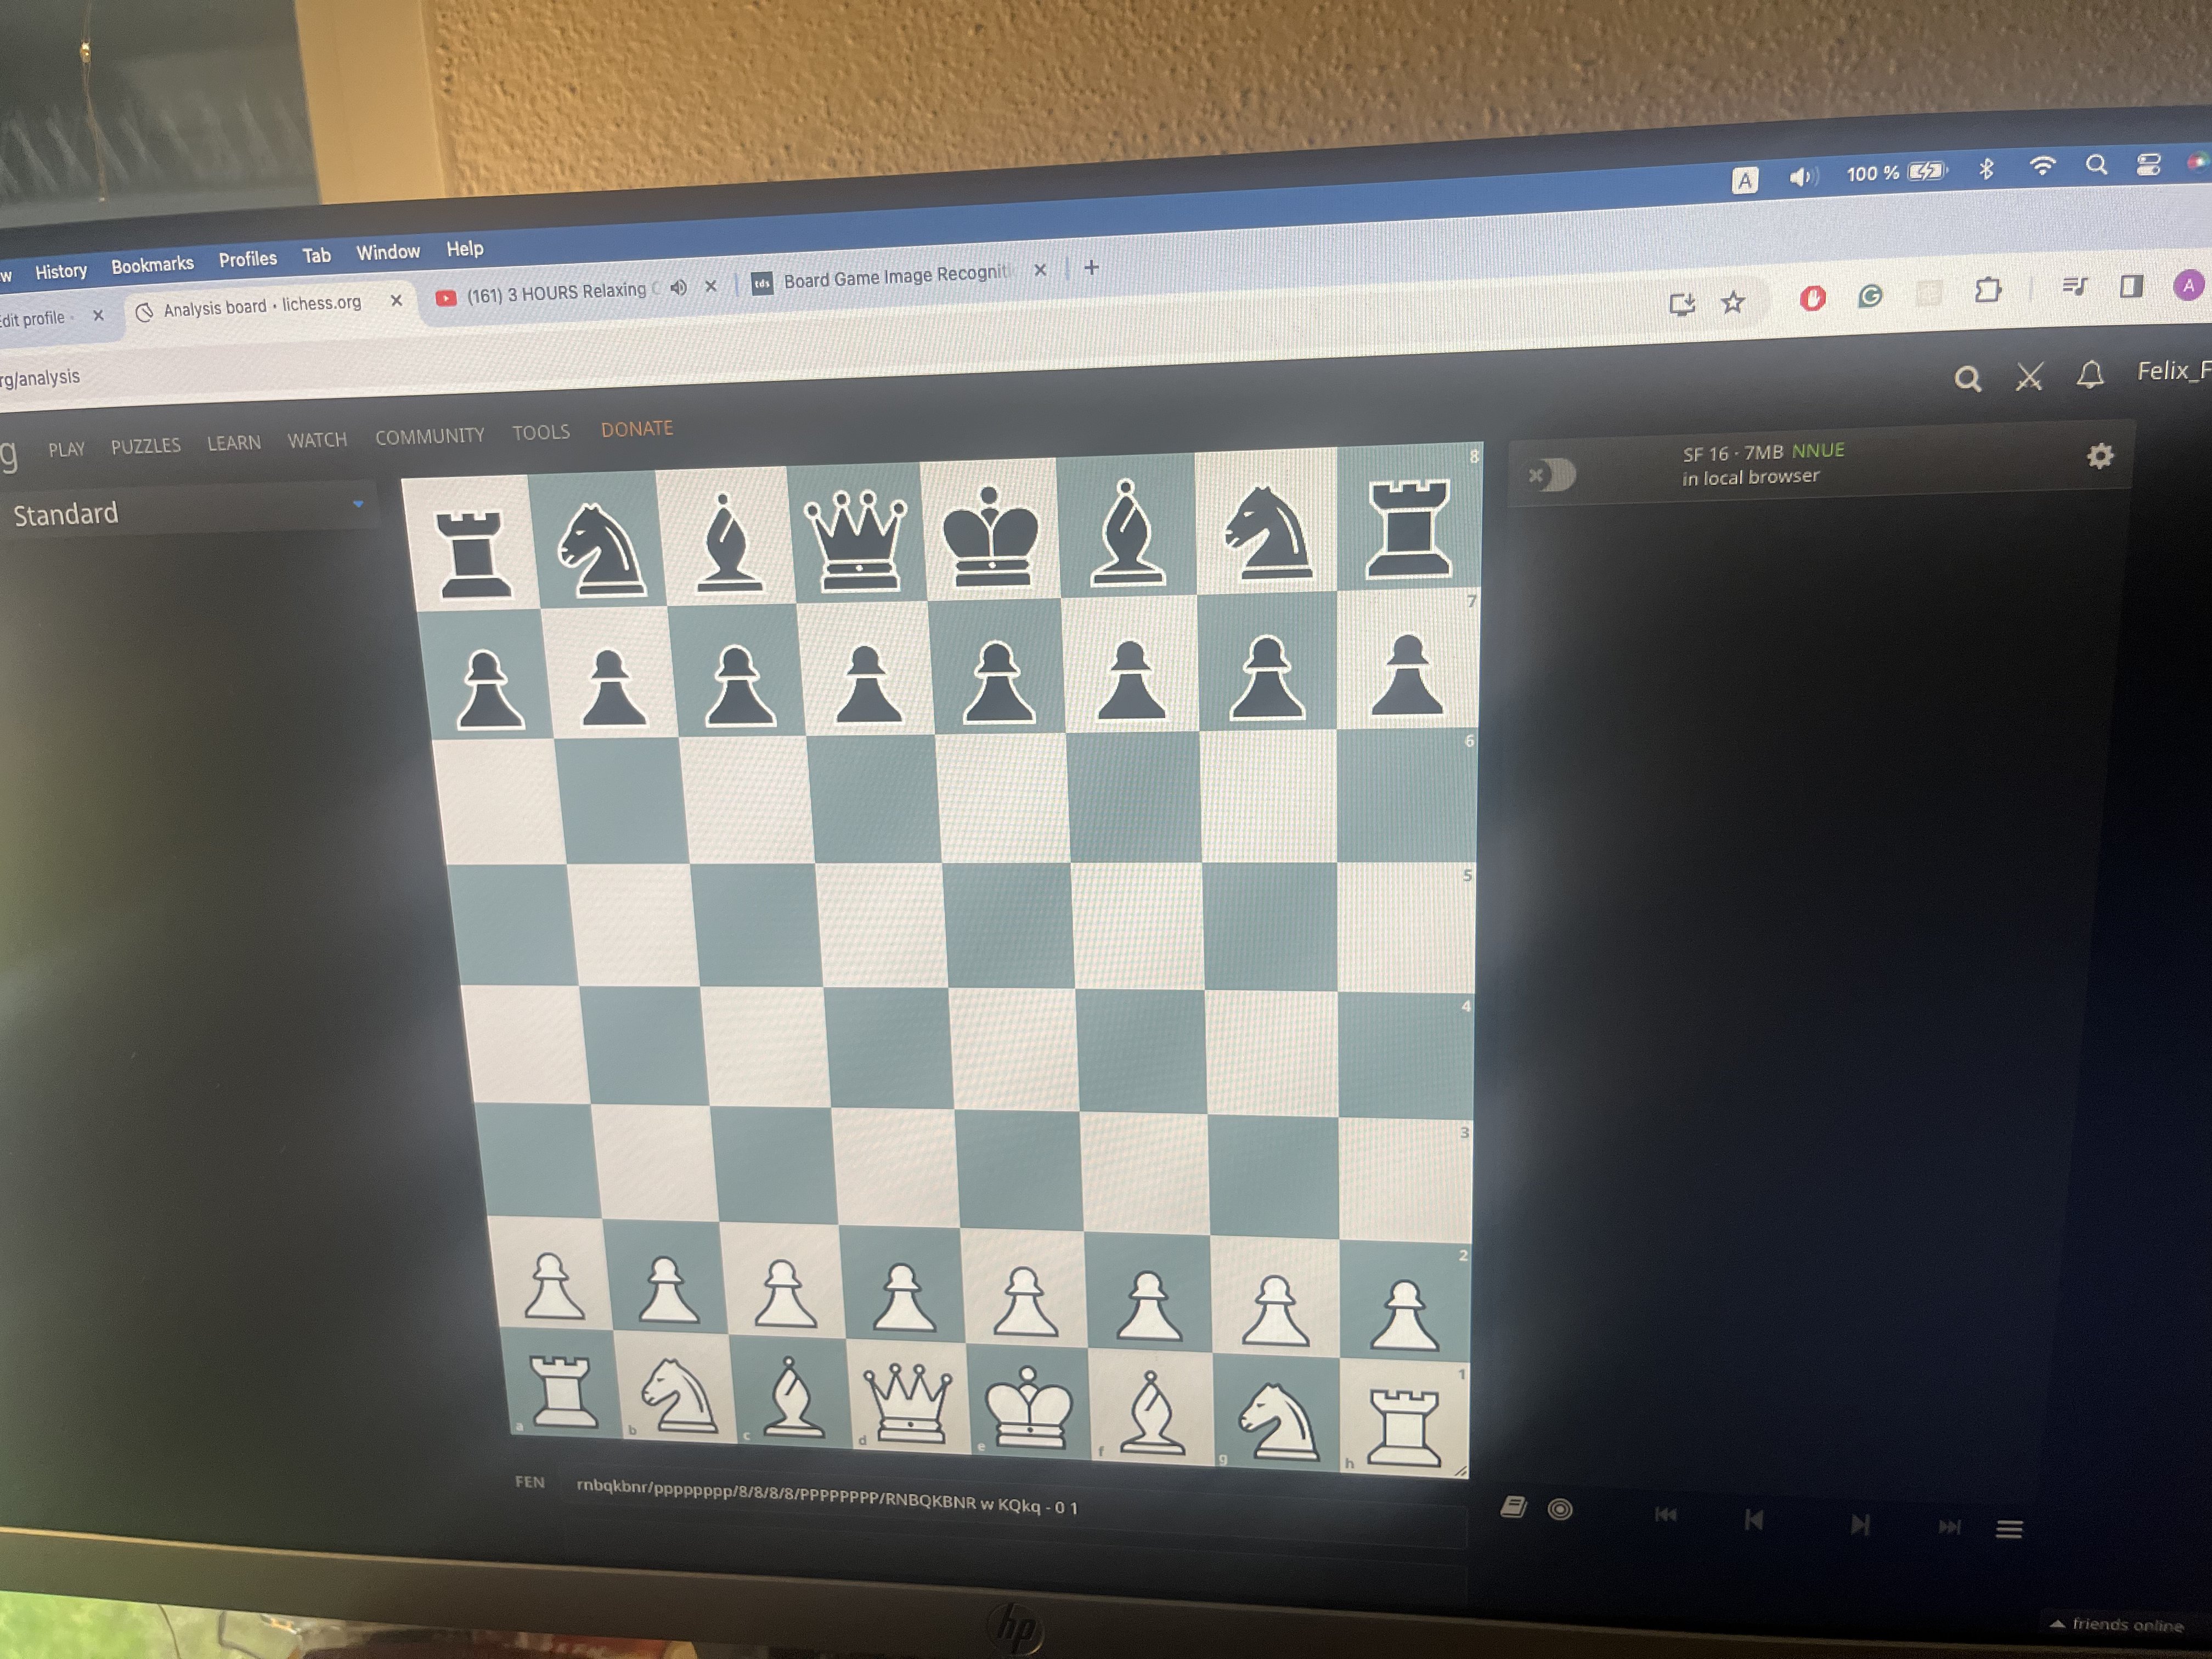 History Bookmarks Profiles Tab Window Help
A 100 %
Edit profile
Analysis board • lichess.org
(161) 3 HOURS Relaxing
tds Board Game Image Recogniti
A
rg/analysis
g PLAY PUZZLES LEARN WATCH COMMUNITY TOOLS DONATE
Felix_F
Standard
SF 16 · 7MB NNUE
in local browser
8
7
6
5
4
3
2
1
a b c d e f g h
FEN rnbqkbnr/pppppppp/8/8/8/8/PPPPPPPP/RNBQKBNR w KQkq - 0 1
friends online
hp